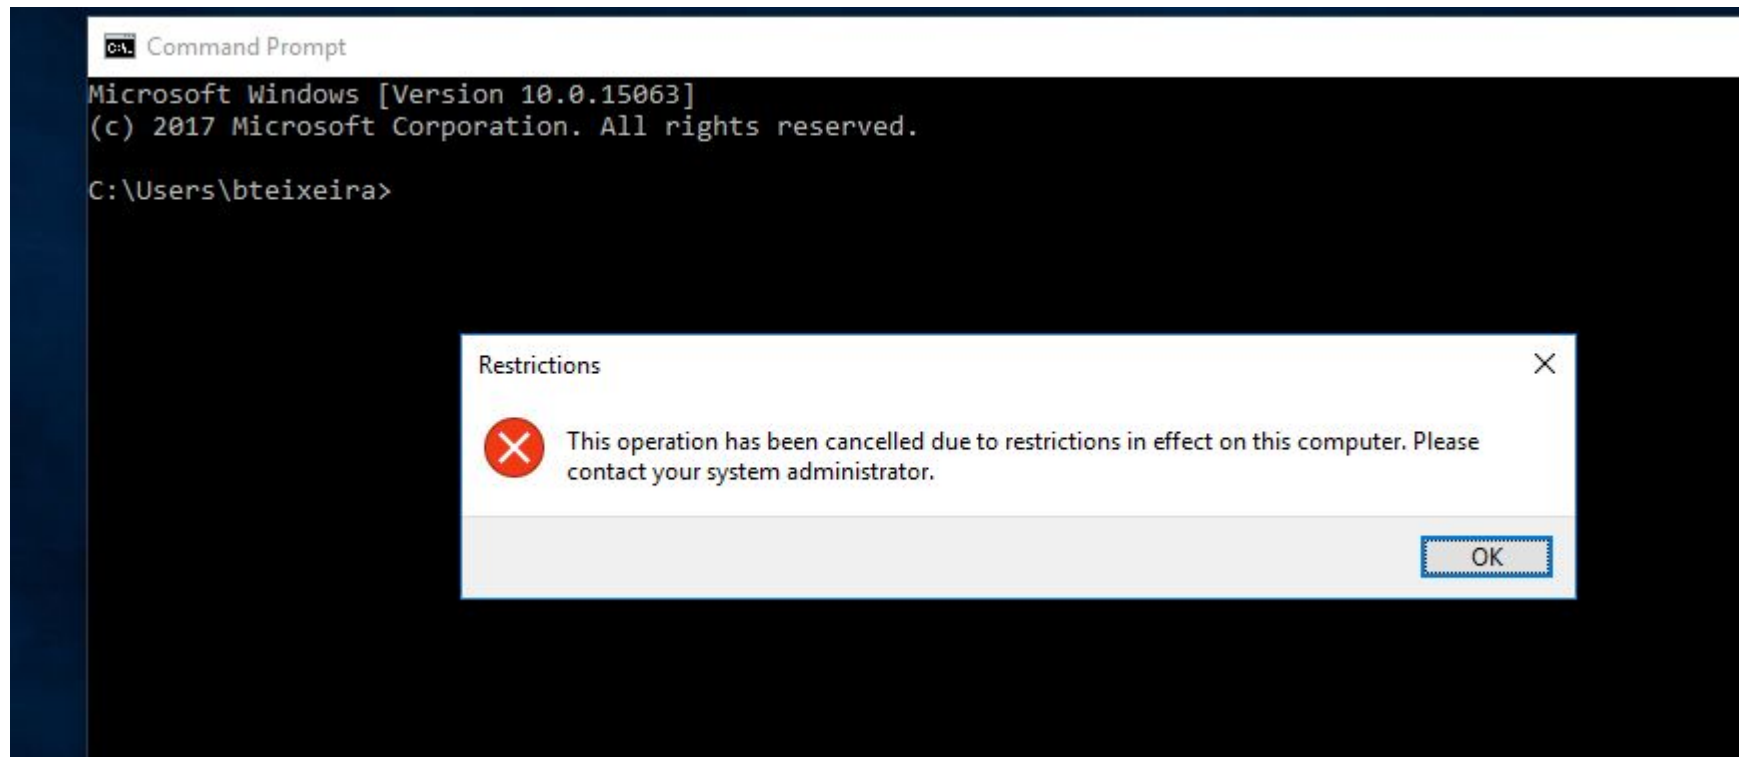 Command Prompt
Microsoft Windows [Version 10.0.15063]
(c) 2017 Microsoft Corporation. All rights reserved.
C:\Users\bteixeira>
Restrictions
This operation has been cancelled due to restrictions in effect on this computer. Please
contact your system administrator.
OK